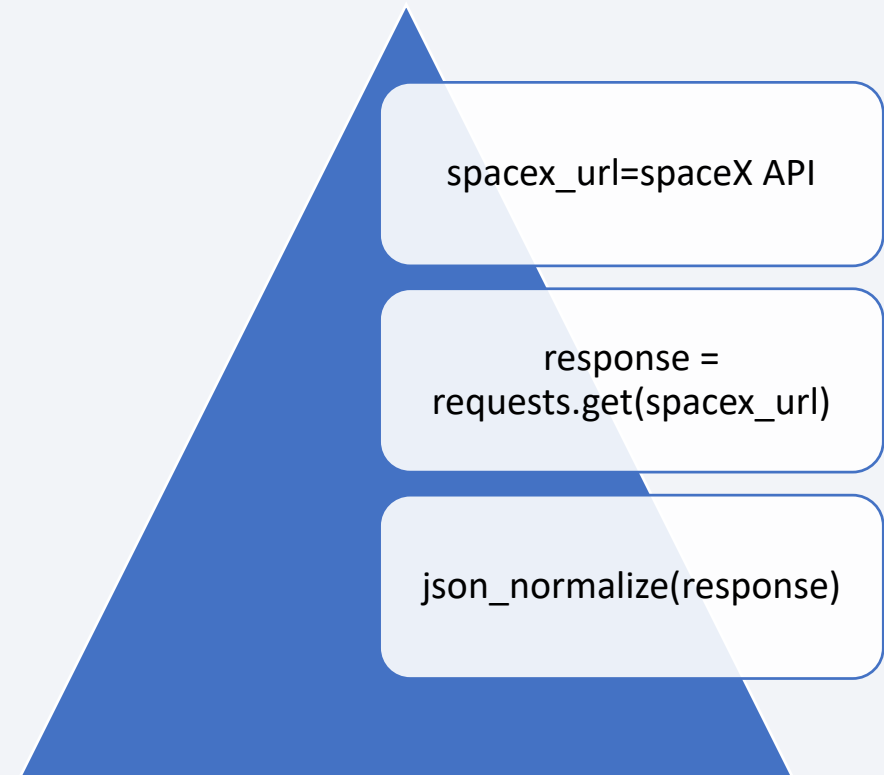 spacex_url=spaceX API
response =
requests.get(spacex_url)
json_normalize(response)